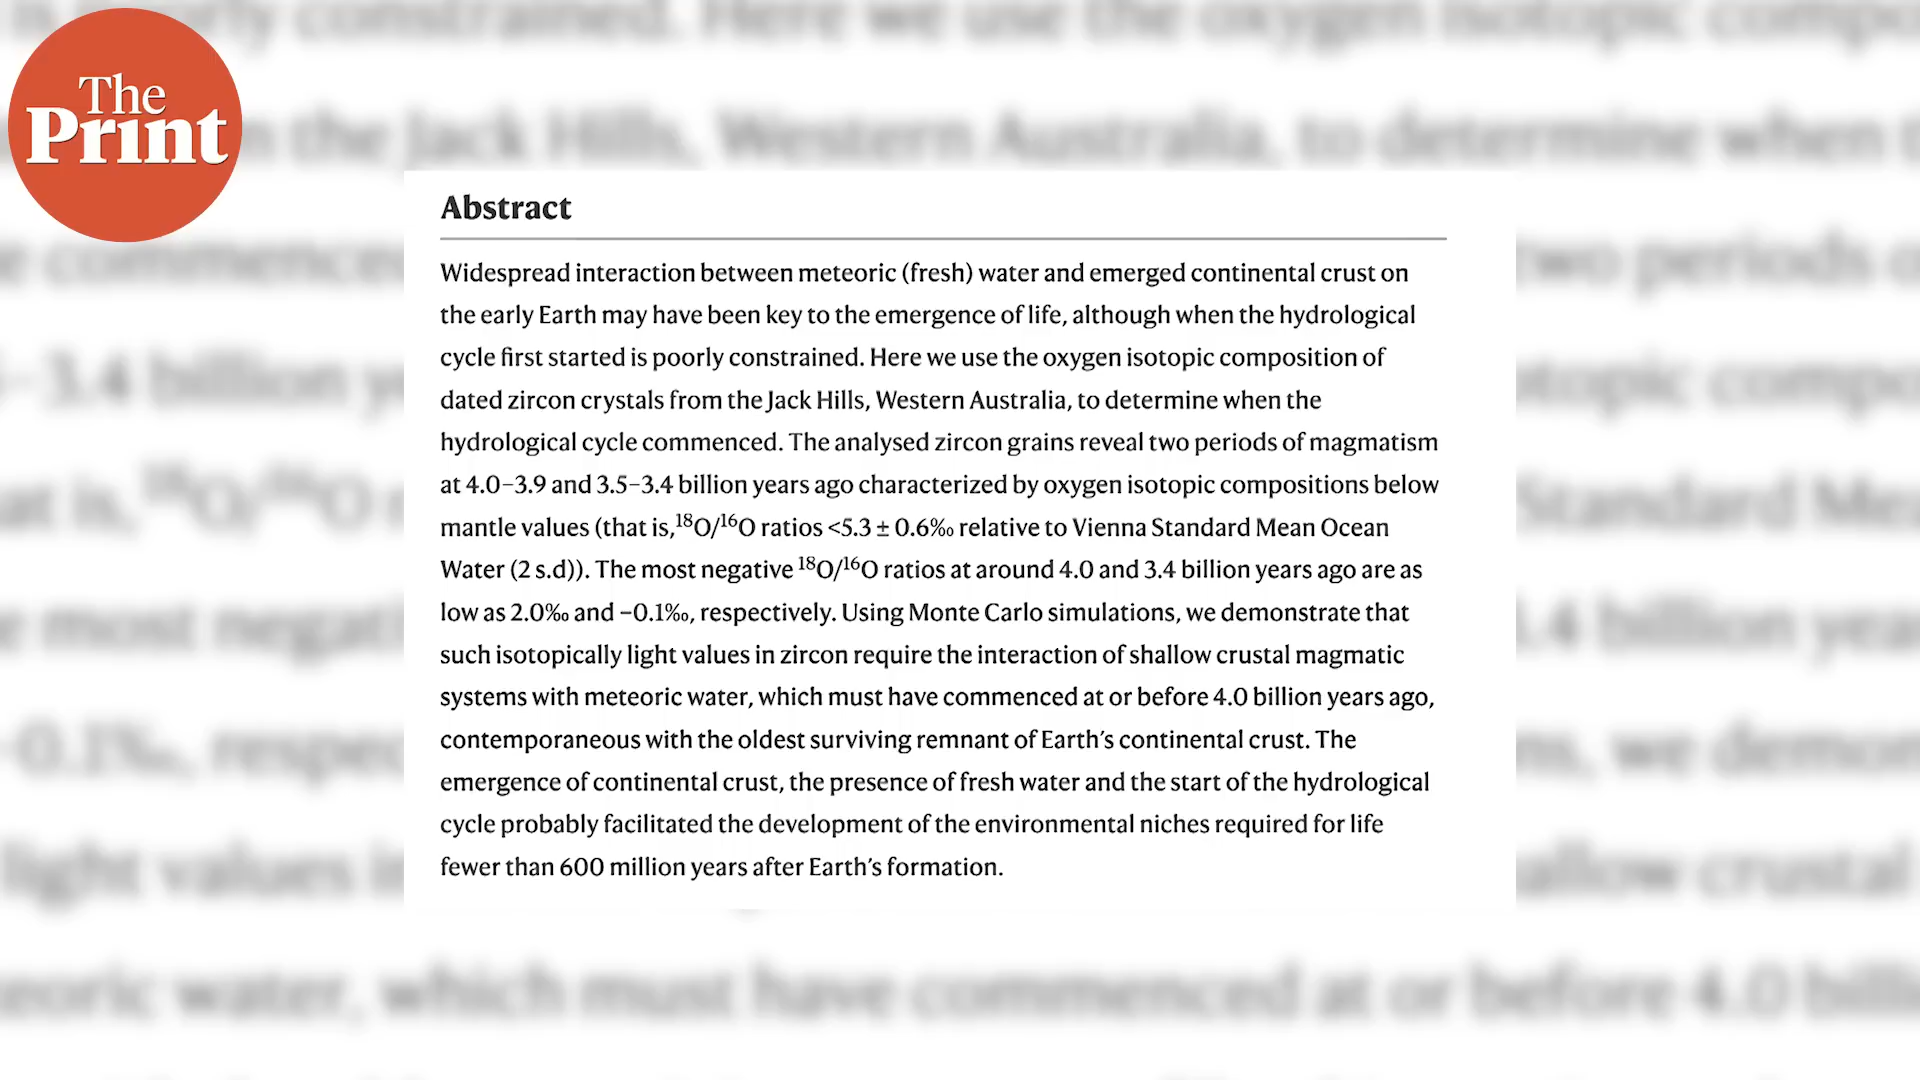 The
Print
Abstract
Widespread interaction between meteoric (fresh) water and emerged continental crust on
the early Earth may have been key to the emergence of life, although when the hydrological
cycle first started is poorly constrained. Here we use the oxygen isotopic composition of
dated zircon crystals from the Jack Hills, Western Australia, to determine when the
hydrological cycle commenced. The analysed zircon grains reveal two periods of magmatism
at 4.0–3.9 and 3.5–3.4 billion years ago characterized by oxygen isotopic compositions below
mantle values (that is,¹⁸O/¹⁶O ratios <5.3 ± 0.6‰ relative to Vienna Standard Mean Ocean
Water (2 s.d)). The most negative ¹⁸O/¹⁶O ratios at around 4.0 and 3.4 billion years ago are as
low as 2.0‰ and −0.1‰, respectively. Using Monte Carlo simulations, we demonstrate that
such isotopically light values in zircon require the interaction of shallow crustal magmatic
systems with meteoric water, which must have commenced at or before 4.0 billion years ago,
contemporaneous with the oldest surviving remnant of Earth’s continental crust. The
emergence of continental crust, the presence of fresh water and the start of the hydrological
cycle probably facilitated the development of the environmental niches required for life
fewer than 600 million years after Earth’s formation.